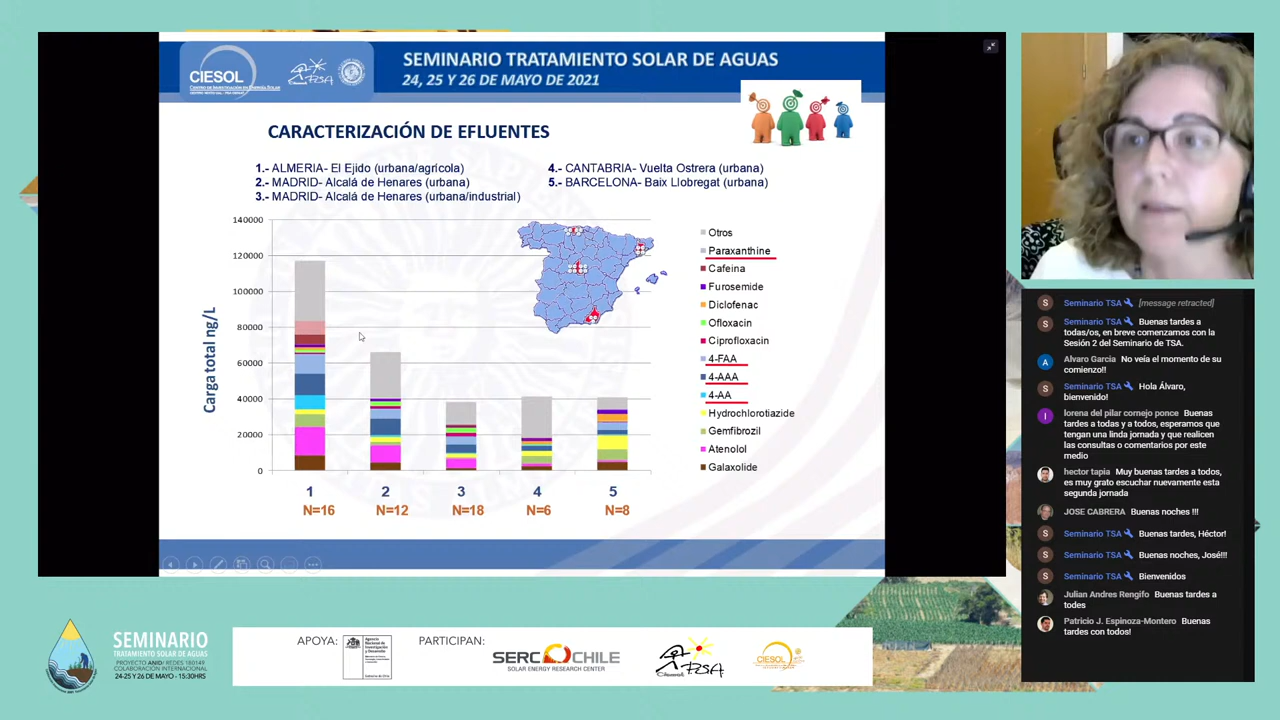 CIESOL
PSA
SEMINARIO TRATAMIENTO SOLAR DE AGUAS
24, 25 Y 26 DE MAYO DE 2021
CARACTERIZACIÓN DE EFLUENTES
1.- ALMERIA- El Ejido (urbana/agrícola)
2.- MADRID- Alcalá de Henares (urbana)
3.- MADRID- Alcalá de Henares (urbana/industrial)
4.- CANTABRIA- Vuelta Ostrera (urbana)
5.- BARCELONA- Baix Llobregat (urbana)
Carga total ng/L
140000
120000
100000
80000
60000
40000
20000
0
1
2
3
4
5
N=16
N=12
N=18
N=6
N=8
Otros
Paraxanthine
Cafeina
Furosemide
Diclofenac
Ofloxacin
Ciprofloxacin
4-FAA
4-AAA
4-AA
Hydrochlorotiazide
Gemfibrozil
Atenolol
Galaxolide
S
Seminario TSA [message retracted]
S
Seminario TSA Buenas tardes a
todas/os, en breve comenzamos con la
Sesión 2 del Seminario de
TSA.
A
Alvaro Garcia No veía el momento de su
comienzo!!
S
Seminario TSA Hola Álvaro,
bienvenido!
l
lorena del pilar cornejo ponce Buenas
tardes a todas y a todos, esperamos que
tengan una linda jornada y que realicen
las consultas o comentarios por este
medio
hector tapia Muy buenas tardes a todos,
es muy grato escuchar nuevamente esta
segunda jornada
JOSE CABRERA Buenas noches !!!
S
Seminario TSA Buenas tardes, Héctor!
S
Seminario TSA Buenas noches, José!!!
S
Seminario TSA Bienvenidos
Julian Andres Rengifo Buenas tardes a
todes
Patricio J. Espinoza-Montero Buenas
tardes con todos!
SEMINARIO
TRATAMIENTO SOLAR DE AGUAS
PROYECTO ANID/ REDES 180149
COLABORACIÓN INTERNACIONAL
24-25 Y 26 DE MAYO - 15:30HRS
APOYA:
PARTICIPAN:
SERC CHILE
SOLAR ENERGY RESEARCH CENTER
PSA
CIESOL